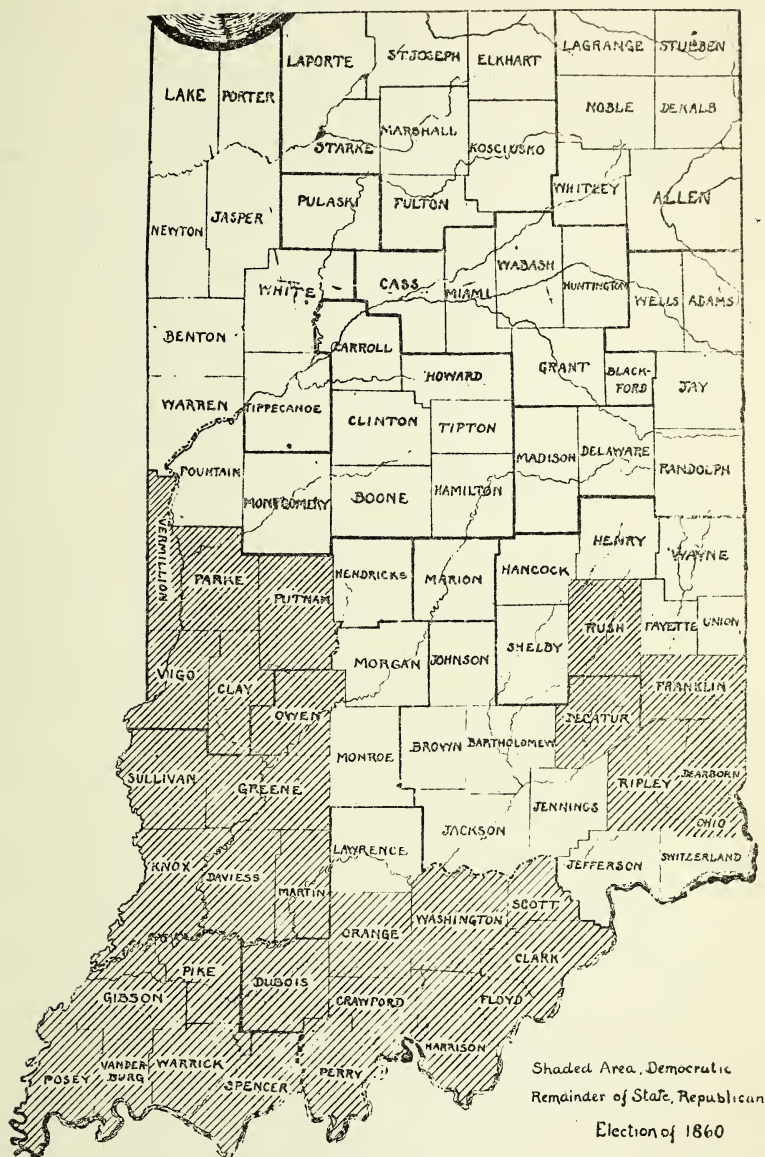 LAPORTE
ST JOSEPH
ELKHART
LAGRANGE
STUEBEN
LAKE
PORTER
NOBLE
DEKALB
STARKE
MARSHALL
KOSCIUSKO
WHITLEY
ALLEN
NEWTON
JASPER
PULASKI
FULTON
WHITE
CASS
MIAMI
WABASH
HUNTINGTON
WELLS
ADAMS
BENTON
CARROLL
HOWARD
GRANT
BLACK-
FORD
JAY
WARREN
TIPPECANOE
CLINTON
TIPTON
MADISON
DELAWARE
RANDOLPH
FOUNTAIN
MONTGOMERY
BOONE
HAMILTON
VERMILLION
PARKE
PUTNAM
HENDRICKS
MARION
HANCOCK
HENRY
WAYNE
RUSH
FAYETTE
UNION
VIGO
CLAY
OWEN
MORGAN
JOHNSON
SHELBY
FRANKLIN
DECATUR
SULLIVAN
GREENE
MONROE
BROWN
BARTHOLOMEW
RIPLEY
DEARBORN
OHIO
JENNINGS
JACKSON
LAWRENCE
JEFFERSON
SWITZERLAND
KNOX
DAVIESS
MARTIN
ORANGE
WASHINGTON
SCOTT
CLARK
PIKE
DUBOIS
GIBSON
CRAWFORD
FLOYD
HARRISON
POSEY
VANDER-
BURG
WARRICK
SPENCER
PERRY
Shaded Area, Democratic
Remainder of State, Republican
Election of 1860